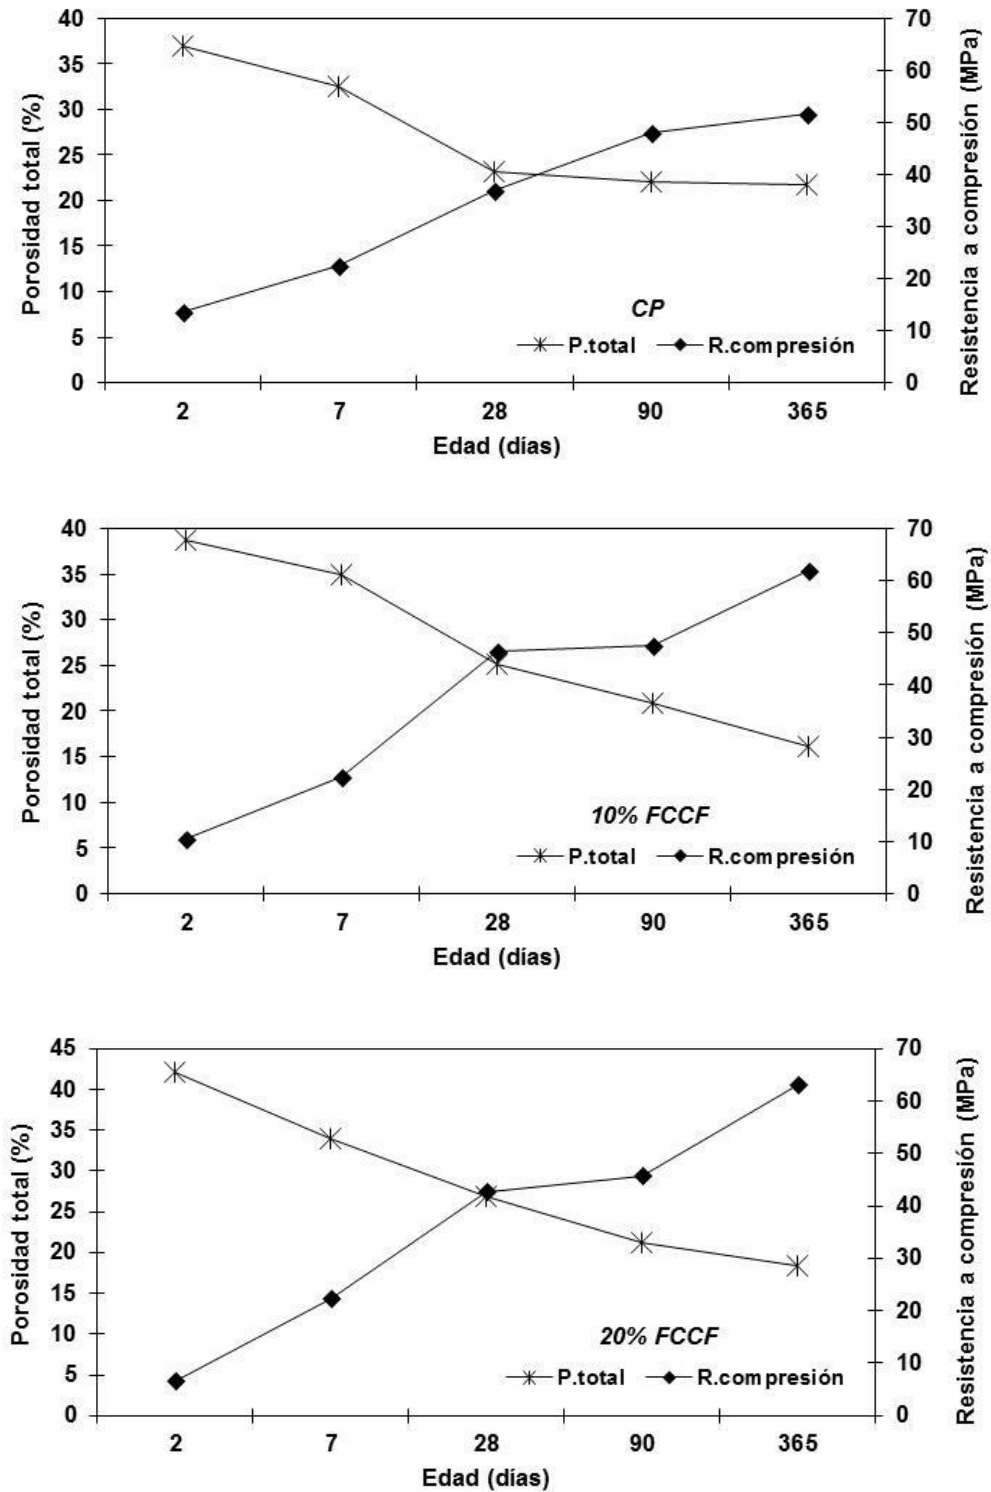 40
35
30
25
20
15
10
5
0
Porosidad total (%)
70
60
50
40
30
20
10
0
Resistencia a compresión (MPa)
CP
P.total R.compresión
2 7 28 90 365
Edad (días)
40
35
30
25
20
15
10
5
0
Porosidad total (%)
70
60
50
40
30
20
10
0
Resistencia a compresión (MPa)
10% FCCF
P.total R.compresión
2 7 28 90 365
Edad (días)
45
40
35
30
25
20
15
10
5
0
Porosidad total (%)
70
60
50
40
30
20
10
0
Resistencia a compresión (MPa)
20% FCCF
P.total R.compresión
2 7 28 90 365
Edad (días)